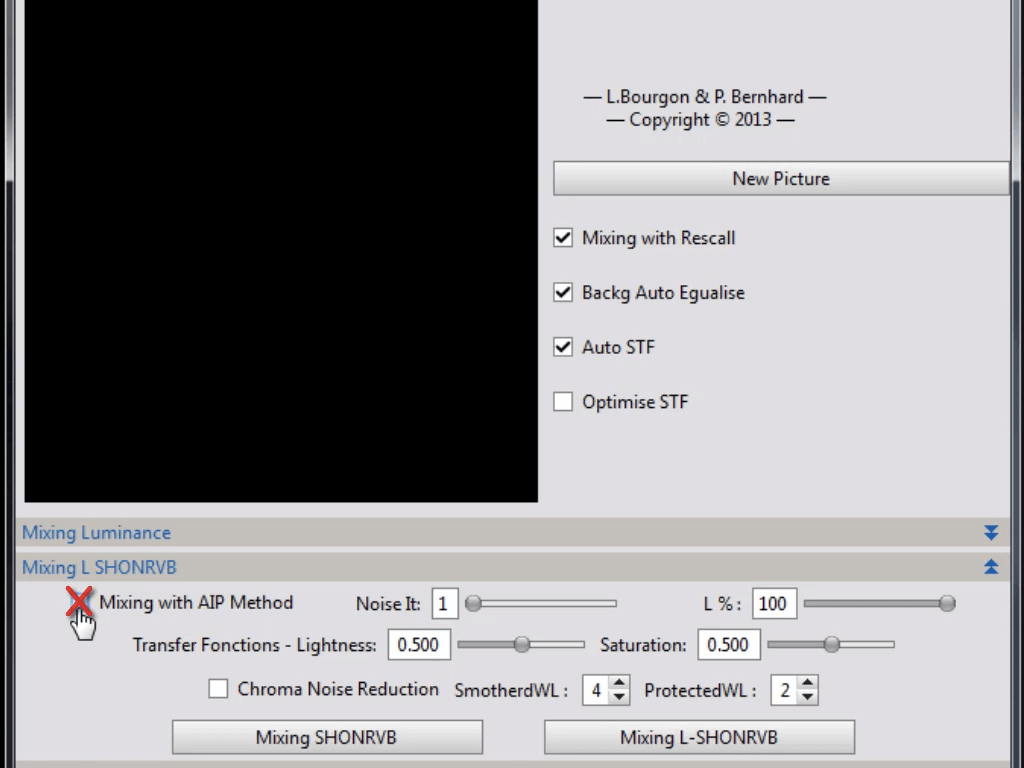 — L.Bourgon & P. Bernhard —
— Copyright © 2013 —
New Picture
Mixing with Rescall
Backg Auto Egualise
Auto STF
Optimise STF
Mixing Luminance
Mixing L SHONRVB
Mixing with AIP Method Noise It: 1 L % : 100
Transfer Fonctions - Lightness: 0.500 Saturation: 0.500
Chroma Noise Reduction SmotherdWL : 4 ProtectedWL : 2
Mixing SHONRVB Mixing L-SHONRVB